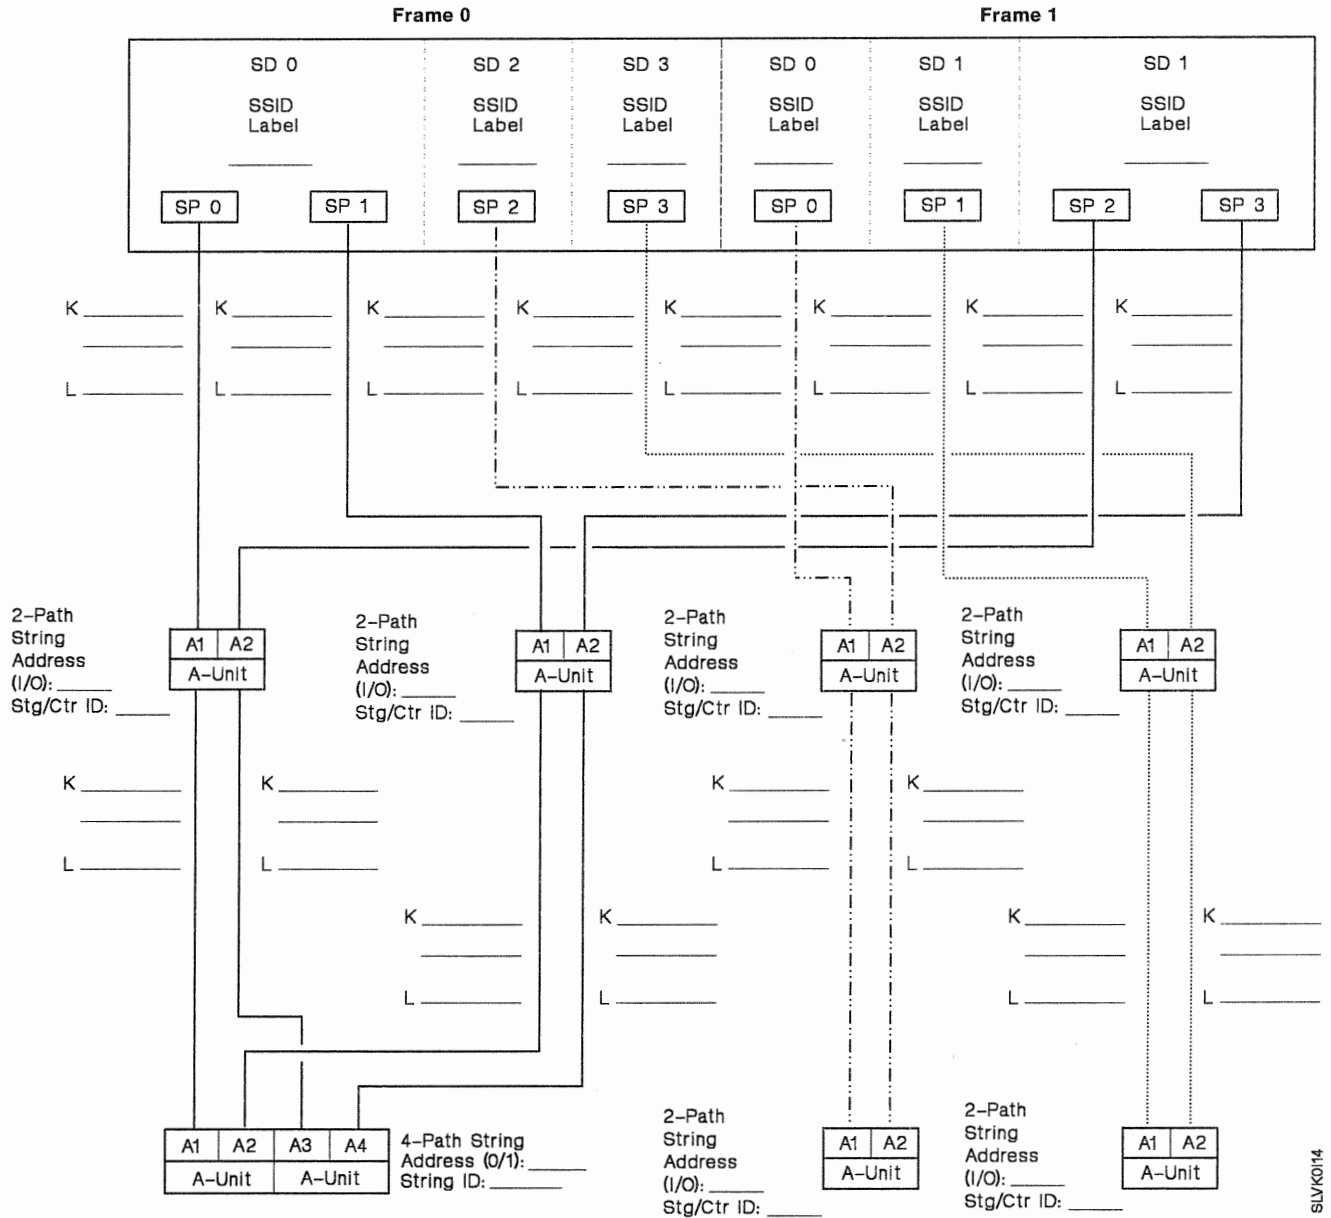 Frame 0 Frame 1
SD 0 SD 2 SD 3 SD 0 SD 1 SD 1
SSID SSID SSID SSID SSID SSID
Label Label Label Label Label Label
SP 0 SP 1 SP 2 SP 3 SP 0 SP 1 SP 2 SP 3
K K K K K K K K
L L L L L L L L
2-Path
String
Address
(I/O):
Stg/Ctr ID:
A1 A2
A-Unit
2-Path
String
Address
(I/O):
Stg/Ctr ID:
A1 A2
A-Unit
2-Path
String
Address
(I/O):
Stg/Ctr ID:
A1 A2
A-Unit
2-Path
String
Address
(I/O):
Stg/Ctr ID:
A1 A2
A-Unit
K K K K
L L L L
K K K K
L L L L
A1 A2 A3 A4
A-Unit A-Unit
4-Path String
Address (0/1):
String ID:
2-Path
String
Address
(I/O):
Stg/Ctr ID:
A1 A2
A-Unit
2-Path
String
Address
(I/O):
Stg/Ctr ID:
A1 A2
A-Unit
SLVK0114